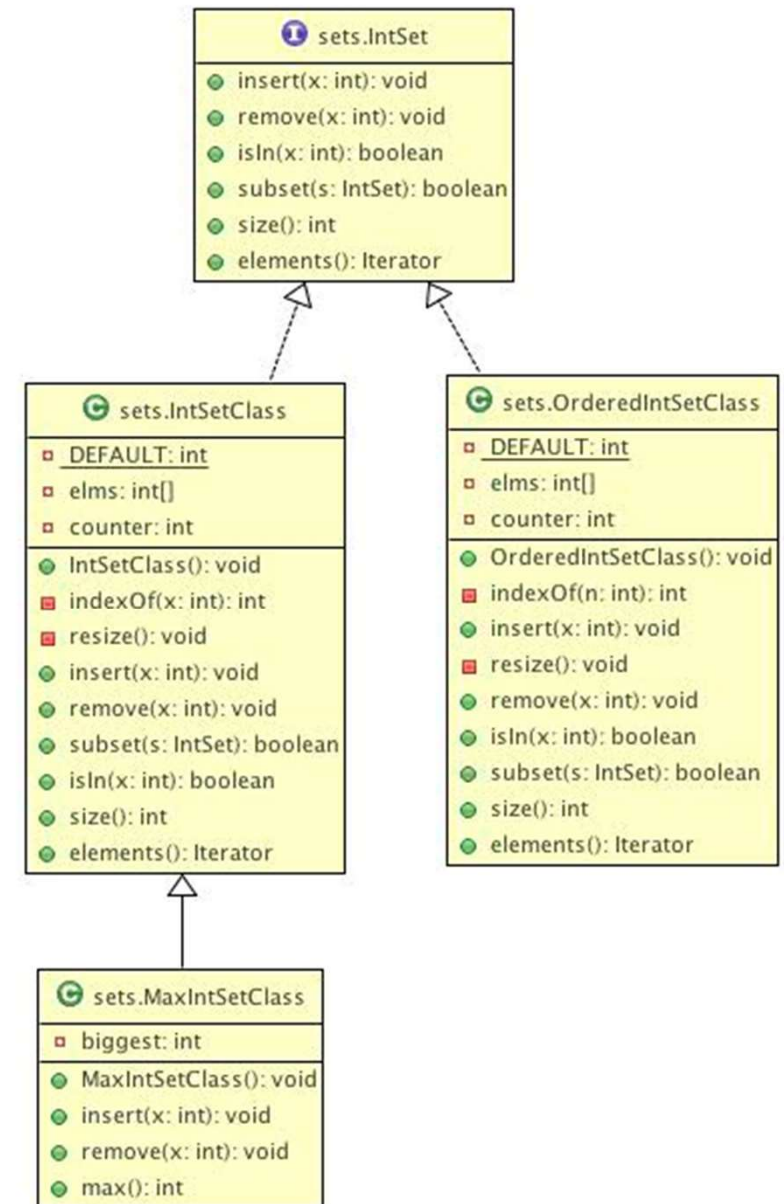 I sets.IntSet
insert(x: int): void
remove(x: int): void
isIn(x: int): boolean
subset(s: IntSet): boolean
size(): int
elements(): Iterator
C sets.IntSetClass
DEFAULT: int
elms: int[]
counter: int
IntSetClass(): void
indexOf(x: int): int
resize(): void
insert(x: int): void
remove(x: int): void
subset(s: IntSet): boolean
isIn(x: int): boolean
size(): int
elements(): Iterator
C sets.OrderedIntSetClass
DEFAULT: int
elms: int[]
counter: int
OrderedIntSetClass(): void
indexOf(n: int): int
insert(x: int): void
resize(): void
remove(x: int): void
isIn(x: int): boolean
subset(s: IntSet): boolean
size(): int
elements(): Iterator
C sets.MaxIntSetClass
biggest: int
MaxIntSetClass(): void
insert(x: int): void
remove(x: int): void
max(): int